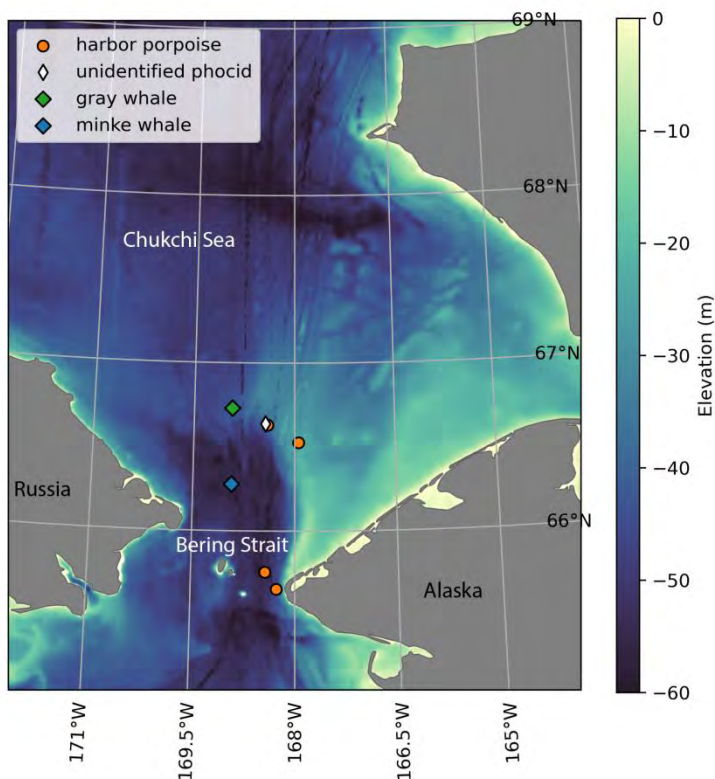 harbor porpoise
unidentified phocid
gray whale
minke whale
69°N
68°N
Chukchi Sea
67°N
Russia
66°N
Bering Strait
Alaska
171°W
169.5°W
168°W
166.5°W
165°W
0
−10
−20
−30
−40
−50
−60
Elevation (m)